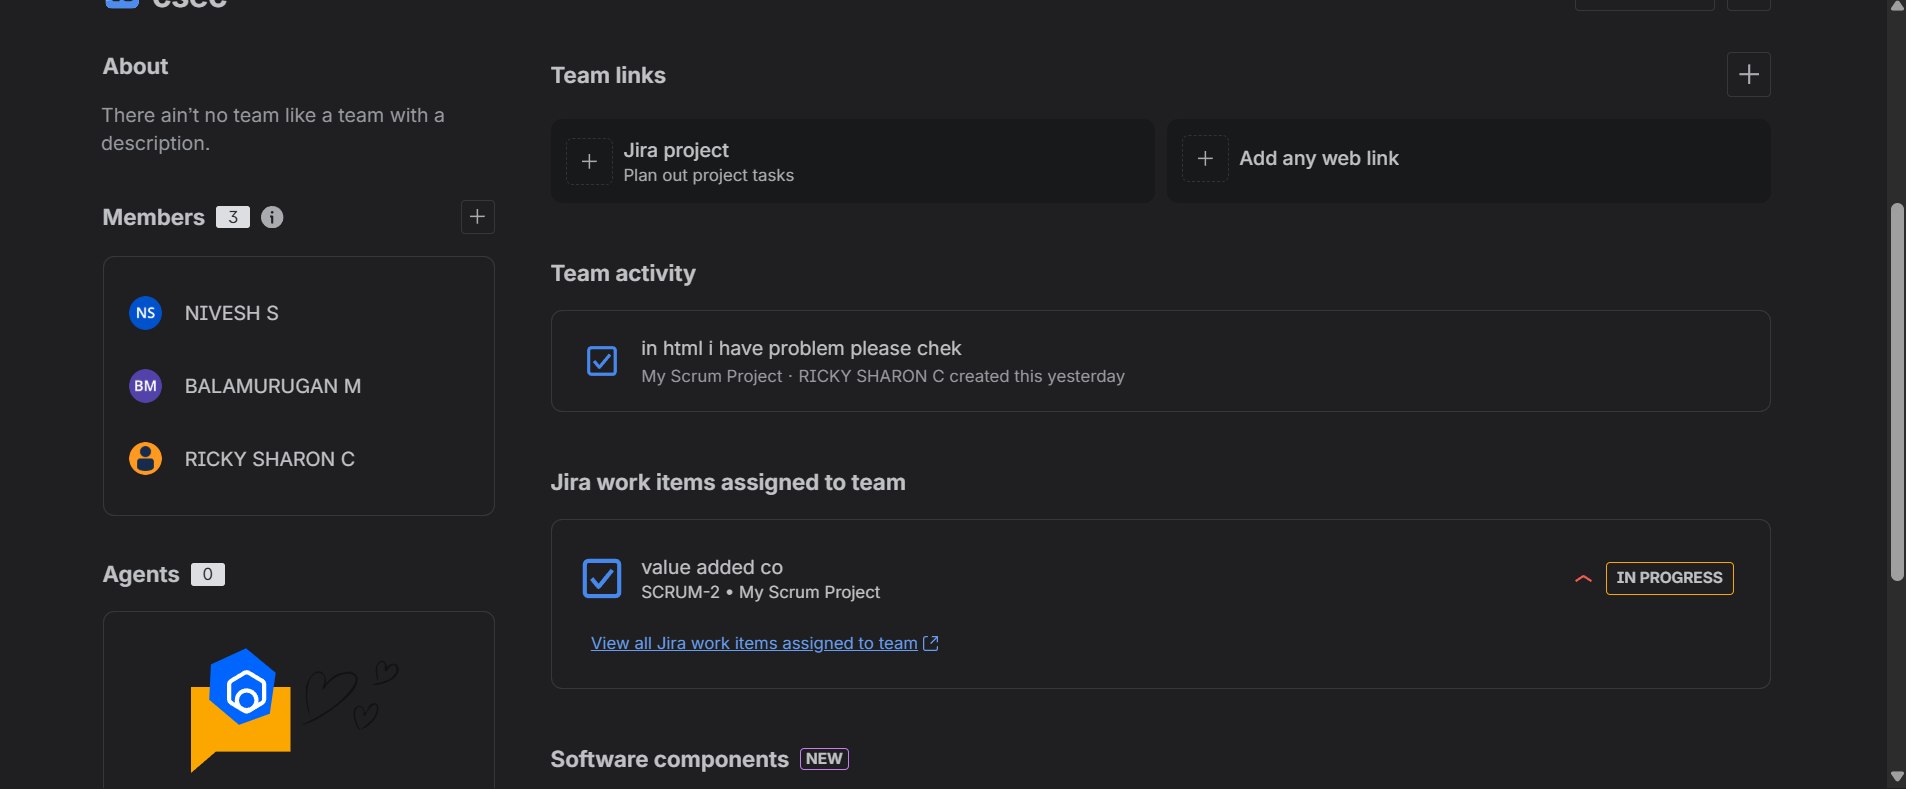 About
There ain't no team like a team with a
description.
Members 3
NS NIVESH S
BM BALAMURUGAN M
RICKY SHARON C
Agents 0
Team links
Jira project
Plan out project tasks
Add any web link
Team activity
in html i have problem please chek
My Scrum Project · RICKY SHARON C created this yesterday
Jira work items assigned to team
value added co
SCRUM-2 • My Scrum Project
IN PROGRESS
View all Jira work items assigned to team
Software components NEW